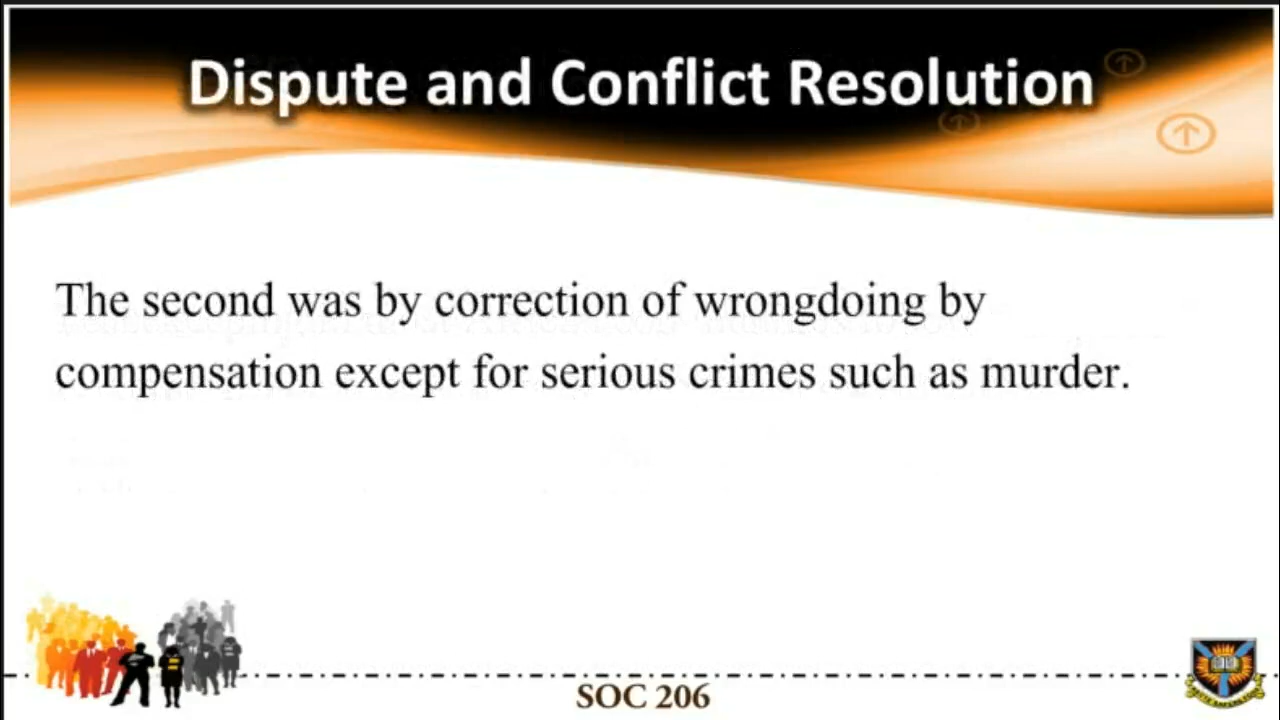 Dispute and Conflict Resolution
The second was by correction of wrongdoing by
compensation except for serious crimes such as murder.
SOC 206